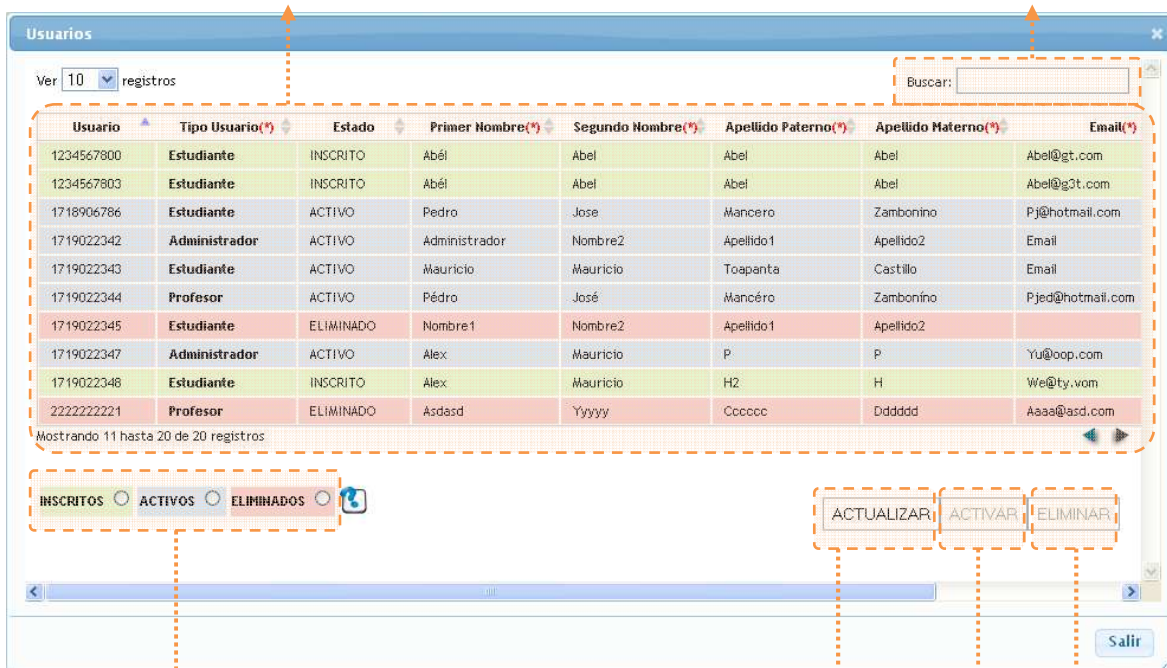 Usuarios
Ver 10 registros Buscar:
Usuario Tipo Usuario(*) Estado Primer Nombre(*) Segundo Nombre(*) Apellido Paterno(*) Apellido Materno(*) Email(*)
1234567800 Estudiante INSCRITO Abél Abel Abel Abel Abel@gt.com
1234567803 Estudiante INSCRITO Abél Abel Abel Abel Abel@g3t.com
1718906786 Estudiante ACTIVO Pedro Jose Mancero Zambonino Pj@hotmail.com
1719022342 Administrador ACTIVO Administrador Nombre2 Apellido1 Apellido2 Email
1719022343 Estudiante ACTIVO Mauricio Mauricio Toapanta Castillo Email
1719022344 Profesor ACTIVO Pédro José Mancéro Zamboníno Pjed@hotmail.com
1719022345 Estudiante ELIMINADO Nombre1 Nombre2 Apellido1 Apellido2
1719022347 Administrador ACTIVO Alex Mauricio P P Yu@oop.com
1719022348 Estudiante INSCRITO Alex Mauricio H2 H We@ty.vom
2222222221 Profesor ELIMINADO Asdasd Yyyyy Cccccc Dddddd Aaaa@asd.com
Mostrando 11 hasta 20 de 20 registros
INSCRITOS ACTIVOS ELIMINADOS
ACTUALIZAR ACTIVAR ELIMINAR
Salir